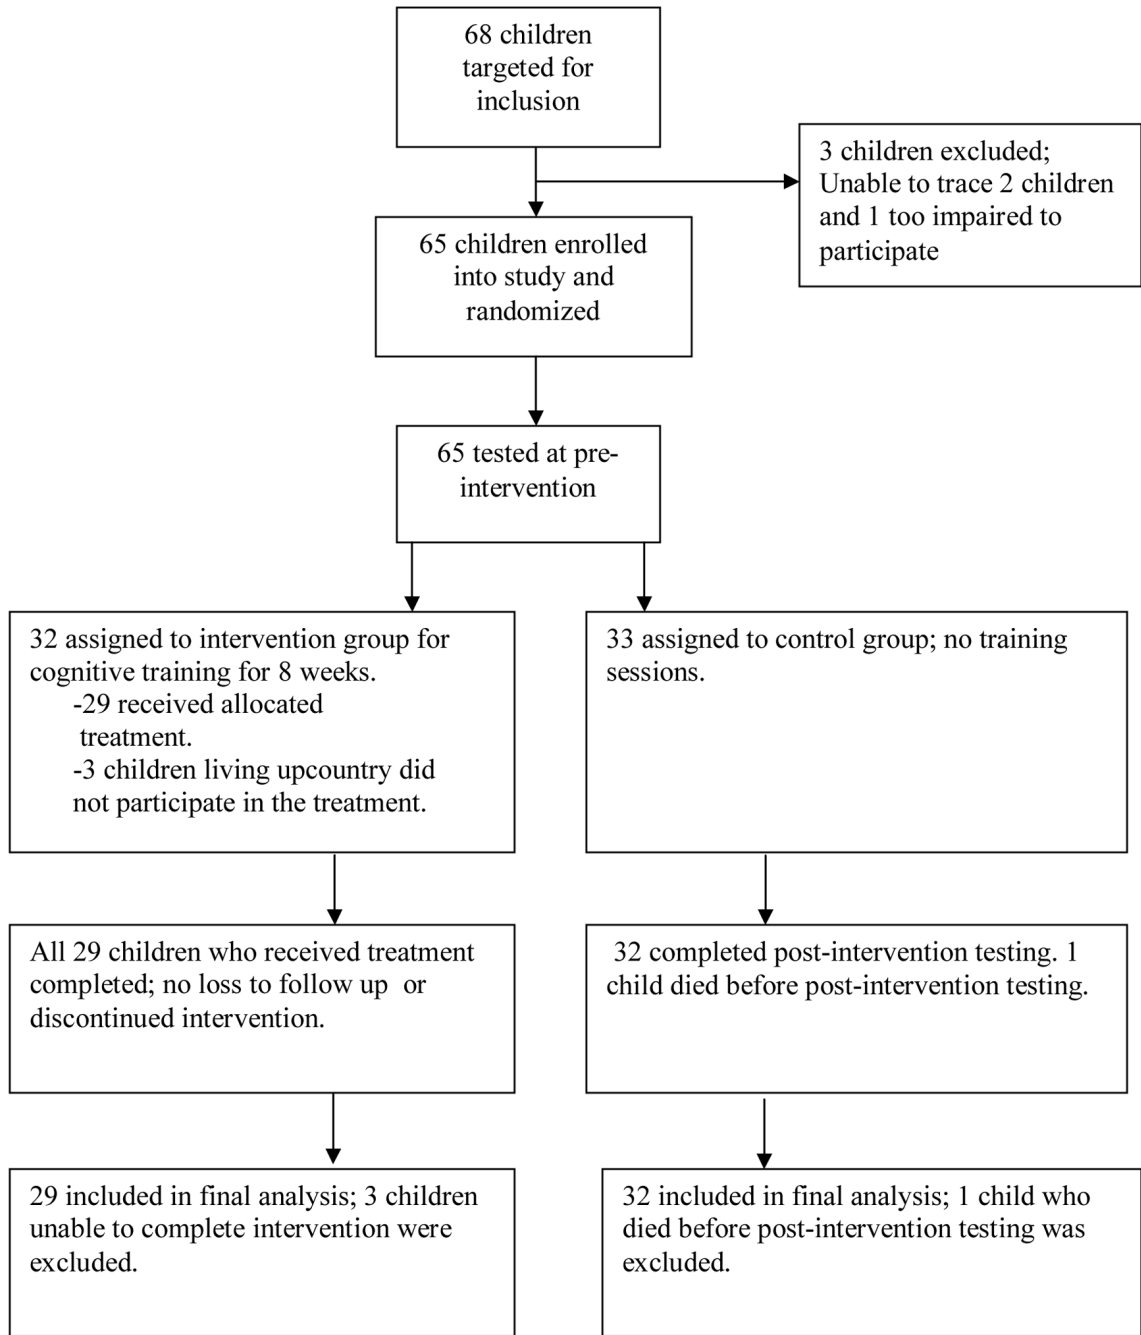 68 children
targeted for
inclusion
3 children excluded;
Unable to trace 2 children
and 1 too impaired to
participate
65 children enrolled
into study and
randomized
65 tested at pre-
intervention
32 assigned to intervention group for
cognitive training for 8 weeks.
-29 received allocated
treatment.
-3 children living upcountry did
not participate in the treatment.
33 assigned to control group; no training
sessions.
All 29 children who received treatment
completed; no loss to follow up or
discontinued intervention.
32 completed post-intervention testing. 1
child died before post-intervention testing.
29 included in final analysis; 3 children
unable to complete intervention were
excluded.
32 included in final analysis; 1 child who
died before post-intervention testing was
excluded.